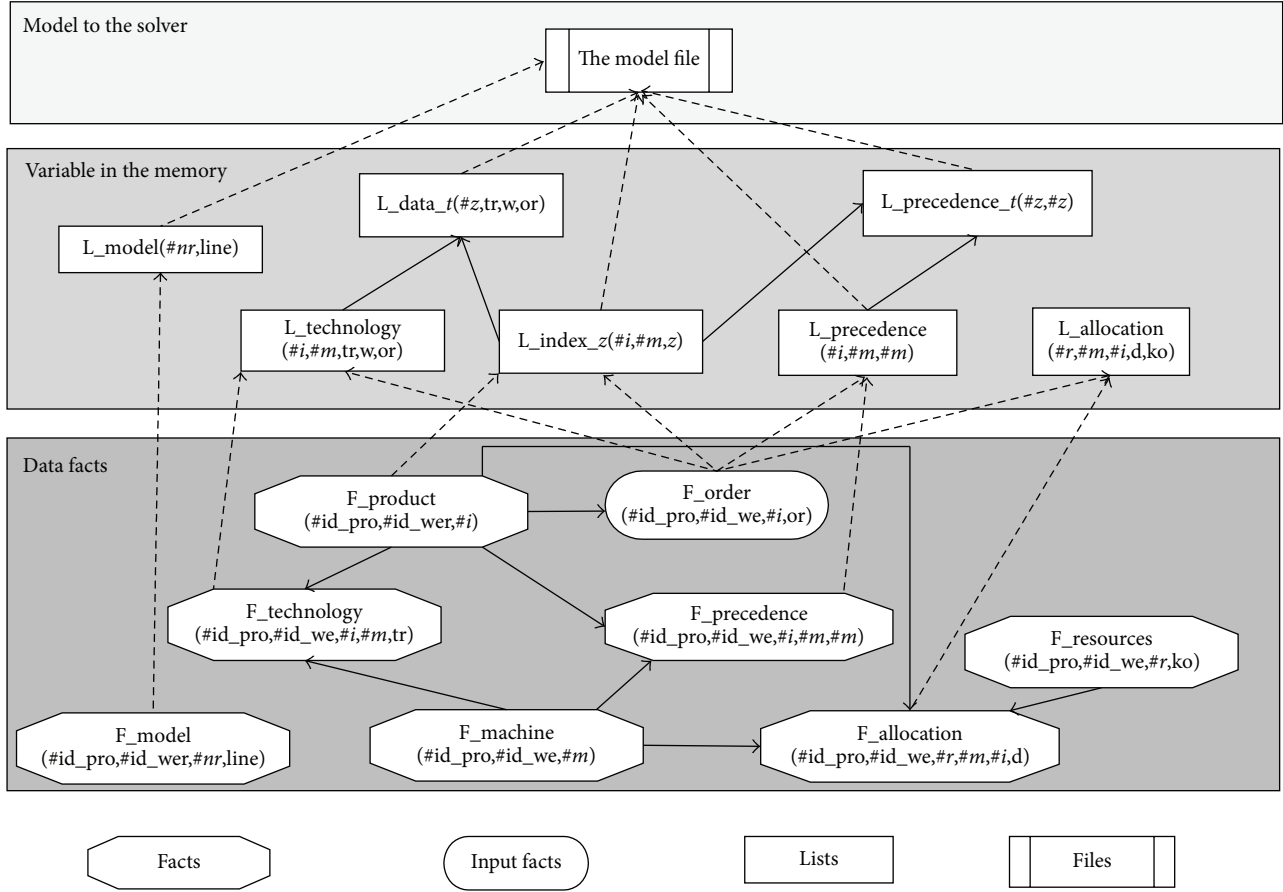 Model to the solver
The model file
Variable in the memory
L_data_t(#z,tr,w,or)
L_precedence_t(#z,#z)
L_model(#nr,line)
L_technology
(#i,#m,tr,w,or)
L_index_z(#i,#m,z)
L_precedence
(#i,#m,#m)
L_allocation
(#r,#m,#i,d,ko)
Data facts
F_product
(#id_pro,#id_wer,#i)
F_order
(#id_pro,#id_we,#i,or)
F_technology
(#id_pro,#id_we,#i,#m,tr)
F_precedence
(#id_pro,#id_we,#i,#m,#m)
F_resources
(#id_pro,#id_we,#r,ko)
F_model
(#id_pro,#id_wer,#nr,line)
F_machine
(#id_pro,#id_we,#m)
F_allocation
(#id_pro,#id_we,#r,#m,#i,d)
Facts
Input facts
Lists
Files